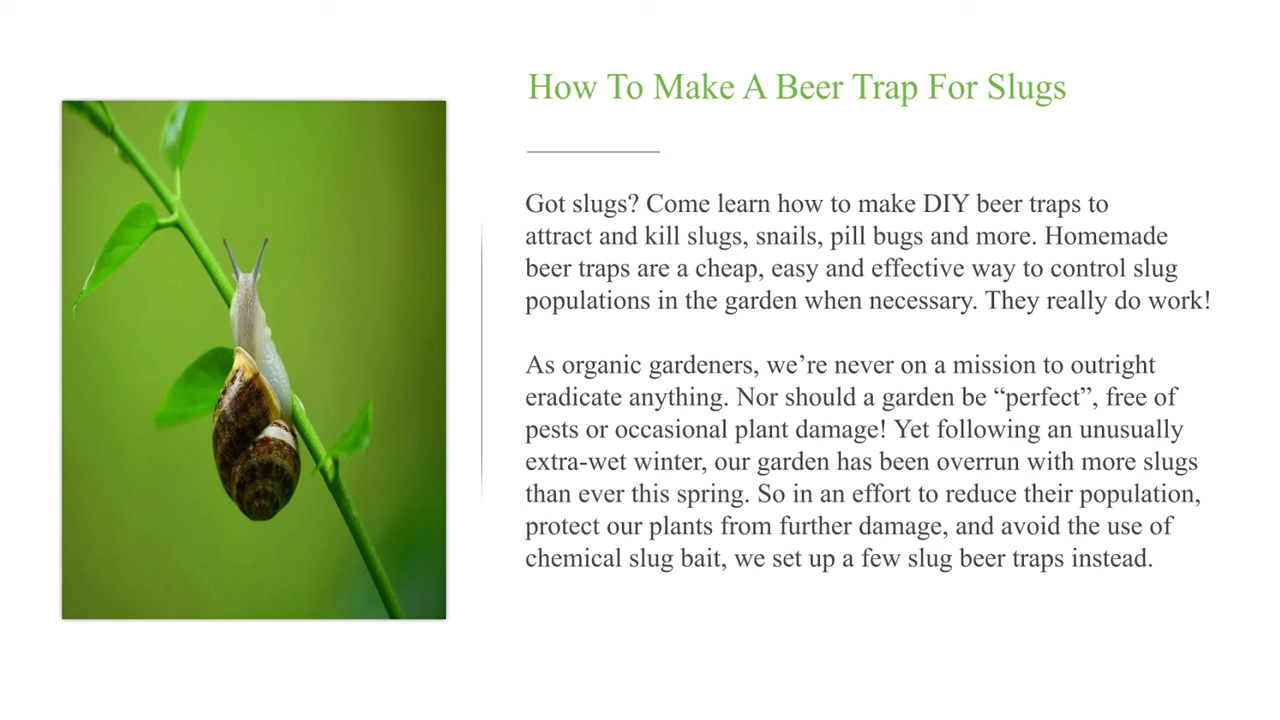 How To Make A Beer Trap For Slugs
Got slugs? Come learn how to make DIY beer traps to
attract and kill slugs, snails, pill bugs and more. Homemade
beer traps are a cheap, easy and effective way to control slug
populations in the garden when necessary. They really do work!
As organic gardeners, we’re never on a mission to outright
eradicate anything. Nor should a garden be “perfect”, free of
pests or occasional plant damage! Yet following an unusually
extra-wet winter, our garden has been overrun with more slugs
than ever this spring. So in an effort to reduce their population,
protect our plants from further damage, and avoid the use of
chemical slug bait, we set up a few slug beer traps instead.